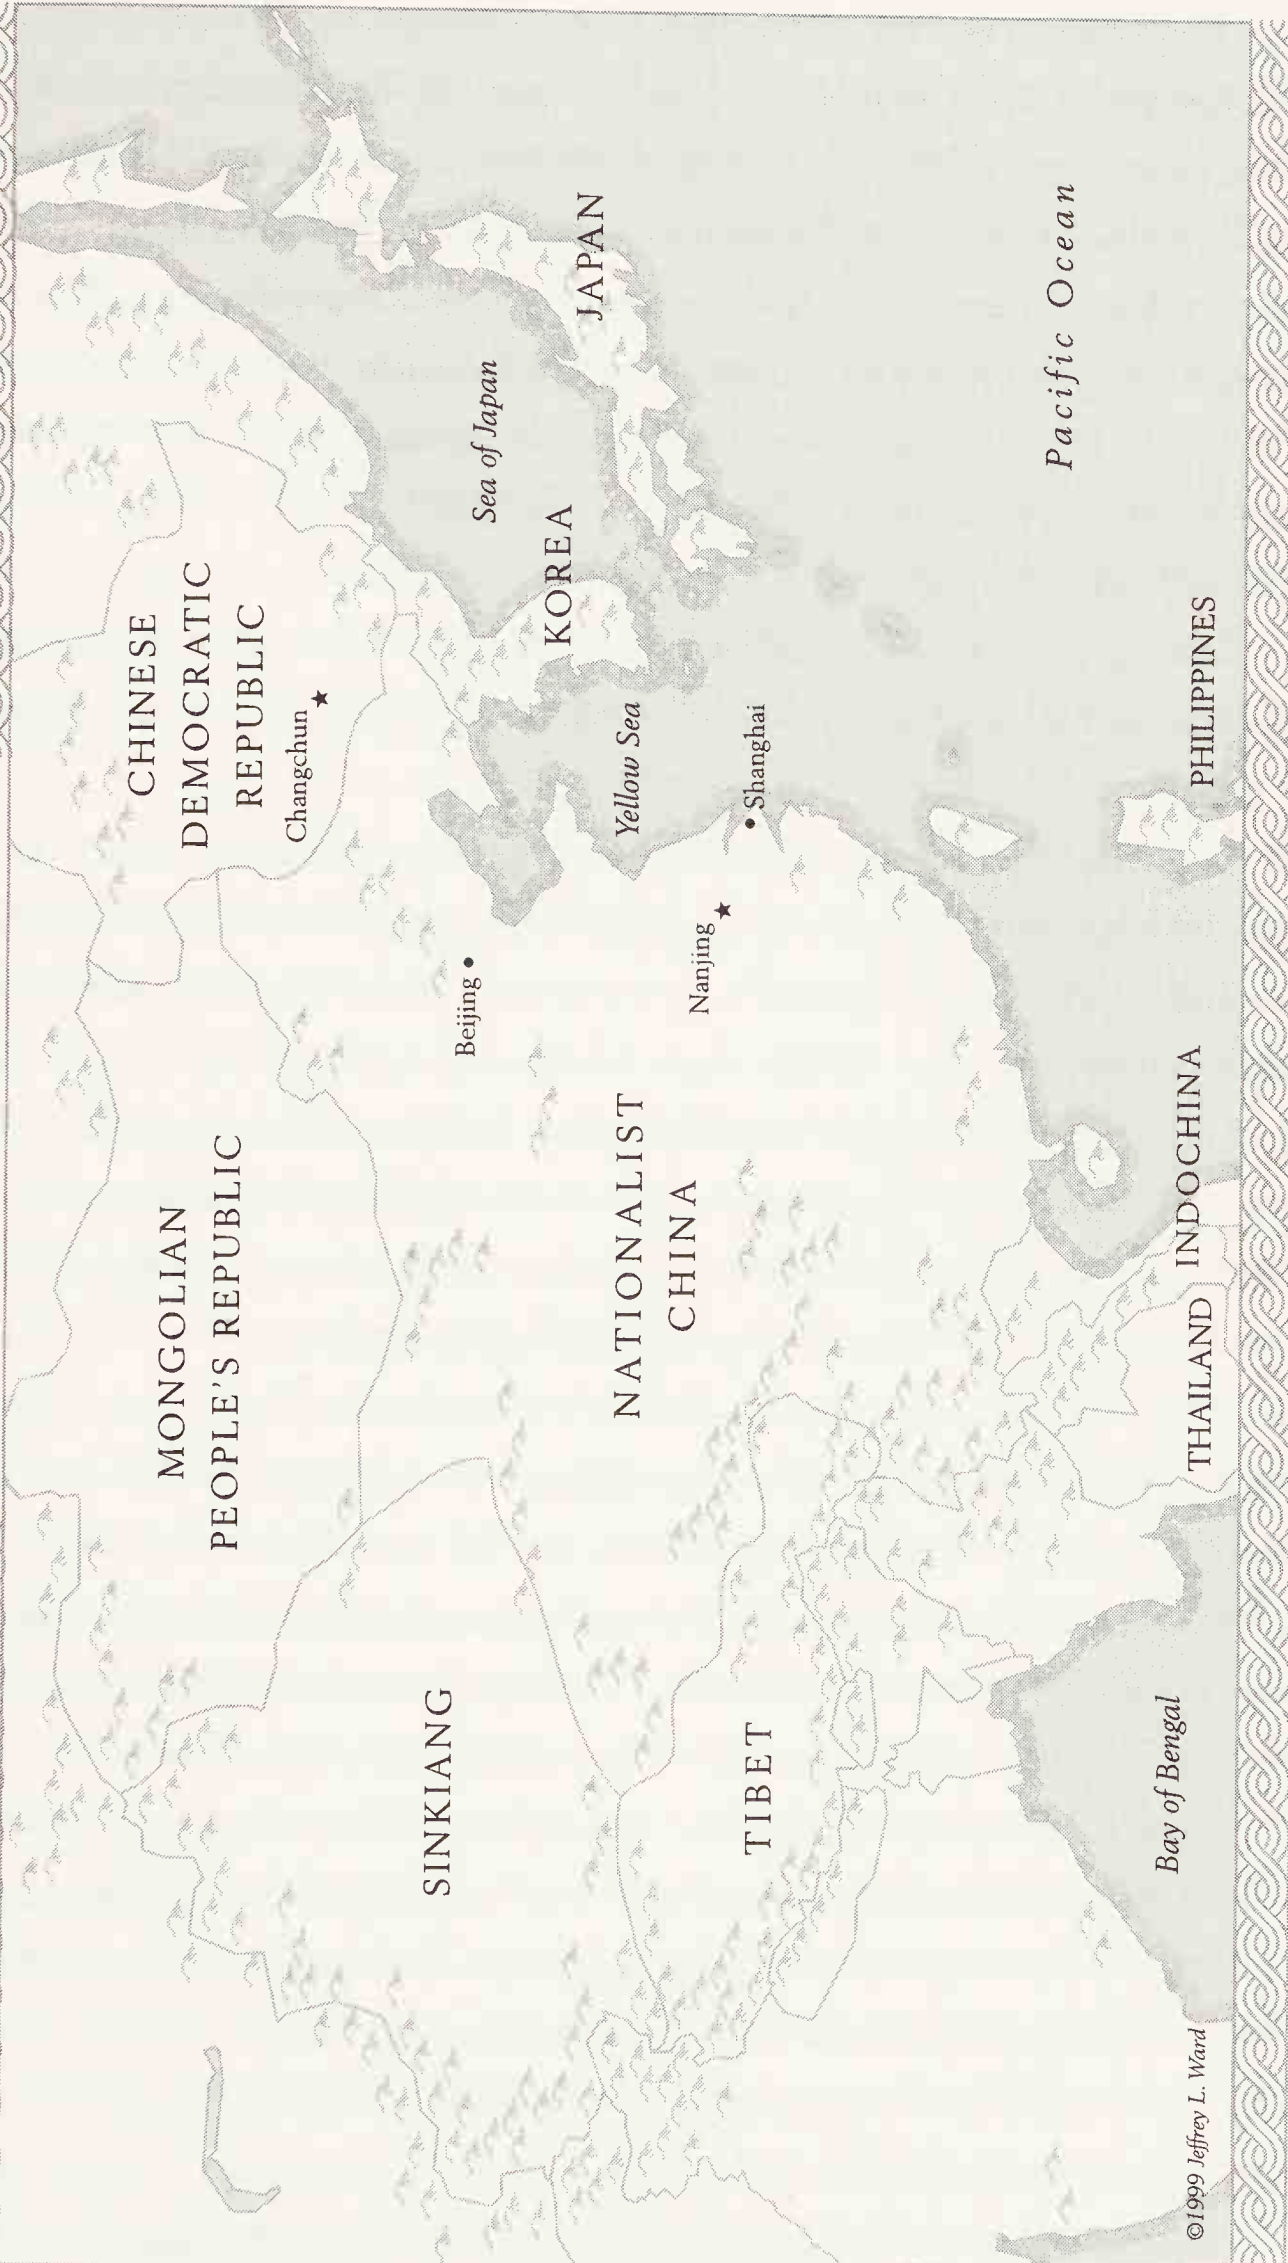 MONGOLIAN
PEOPLE'S REPUBLIC
CHINESE
DEMOCRATIC
REPUBLIC
Changchun
SINKIANG
Beijing
Sea of Japan
KOREA
JAPAN
NATIONALIST
CHINA
Yellow Sea
TIBET
Nanjing
Shanghai
Pacific Ocean
Bay of Bengal
THAILAND
INDOCHINA
PHILIPPINES
©1999 Jeffrey L. Ward